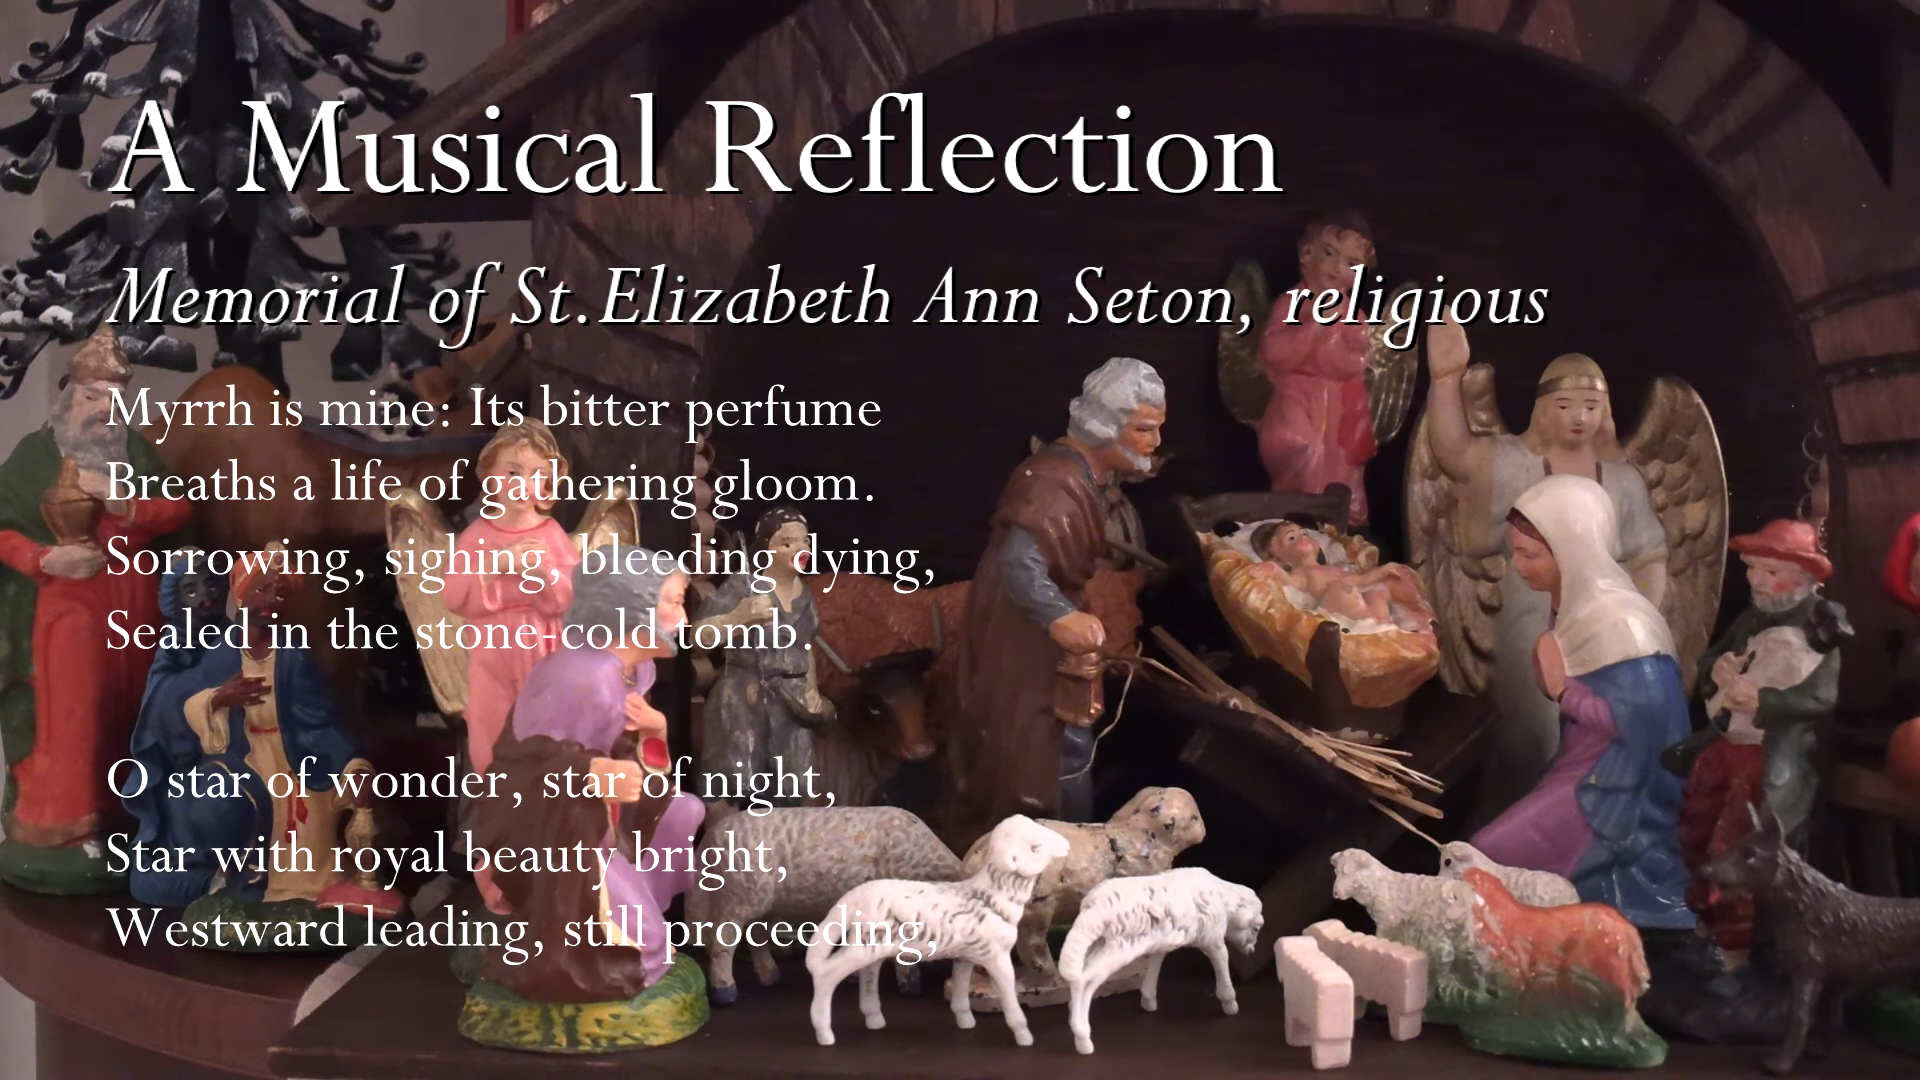 A Musical Reflection
Memorial of St. Elizabeth Ann Seton, religious
Myrrh is mine: Its bitter perfume
Breaths a life of gathering gloom.
Sorrowing, sighing, bleeding dying,
Sealed in the stone-cold tomb.
O star of wonder, star of night,
Star with royal beauty bright,
Westward leading, still proceeding,